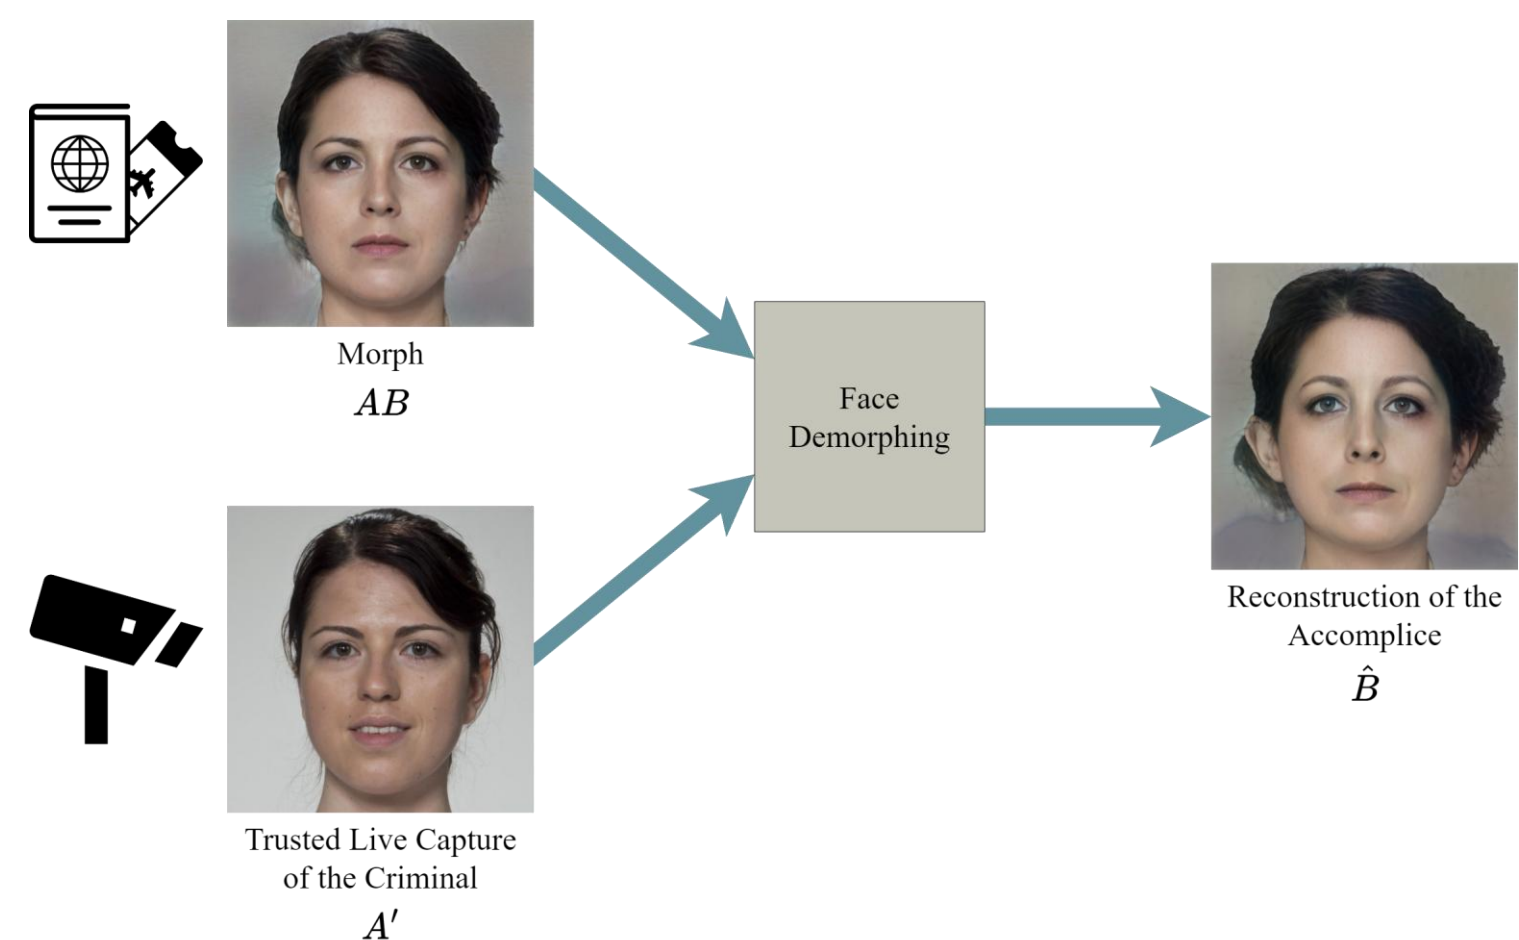 Morph
AB
Face
Demorphing
Trusted Live Capture
of the Criminal
A′
Reconstruction of the
Accomplice
B̂